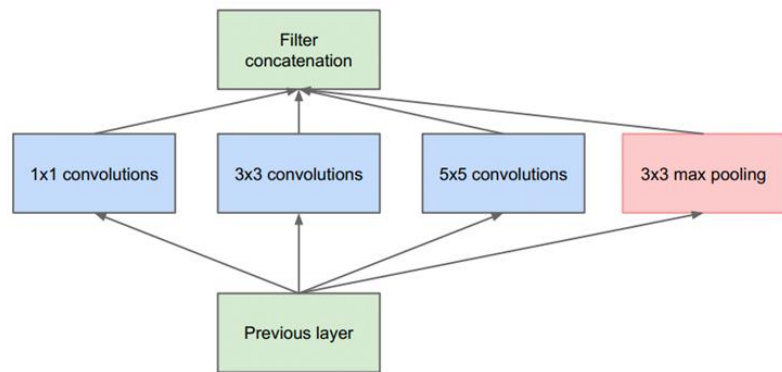 Filter
concatenation
1x1 convolutions
3x3 convolutions
5x5 convolutions
3x3 max pooling
Previous layer